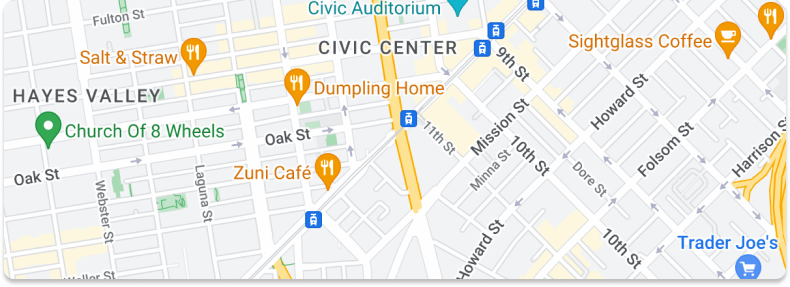 Civic Auditorium
Fulton St
CIVIC CENTER
Sightglass Coffee
Salt & Straw
9th St
Dumpling Home
HAYES VALLEY
Howard St
Church Of 8 Wheels
Oak St
11th St
Mission St
10th St
Folsom St
Harrison St
Minna St
Zuni Café
Oak St
Dore St
Laguna St
Webster St
Howard St
10th St
Trader Joe's
Waller St